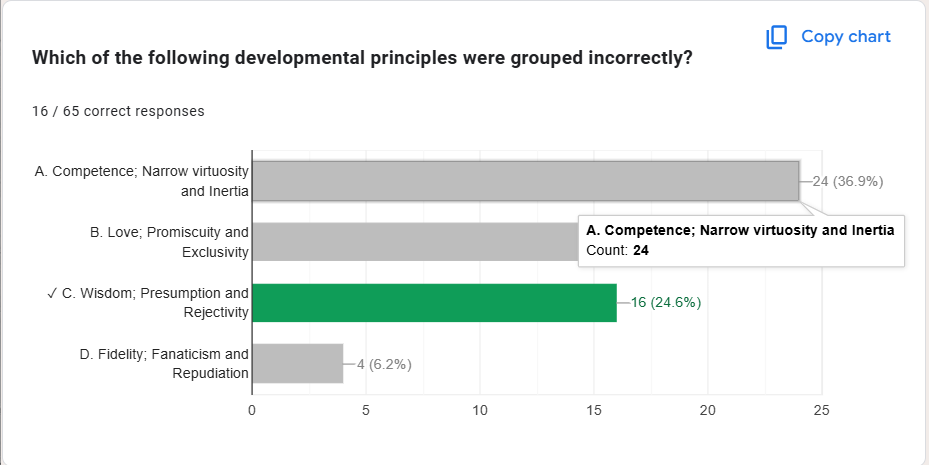 Copy chart
Which of the following developmental principles were grouped incorrectly?
16 / 65 correct responses
A. Competence; Narrow virtuosity
and Inertia
24 (36.9%)
B. Love; Promiscuity and
Exclusivity
A. Competence; Narrow virtuosity and Inertia
Count: 24
✓ C. Wisdom; Presumption and
Rejectivity
16 (24.6%)
D. Fidelity; Fanaticism and
Repudiation
4 (6.2%)
0 5 10 15 20 25